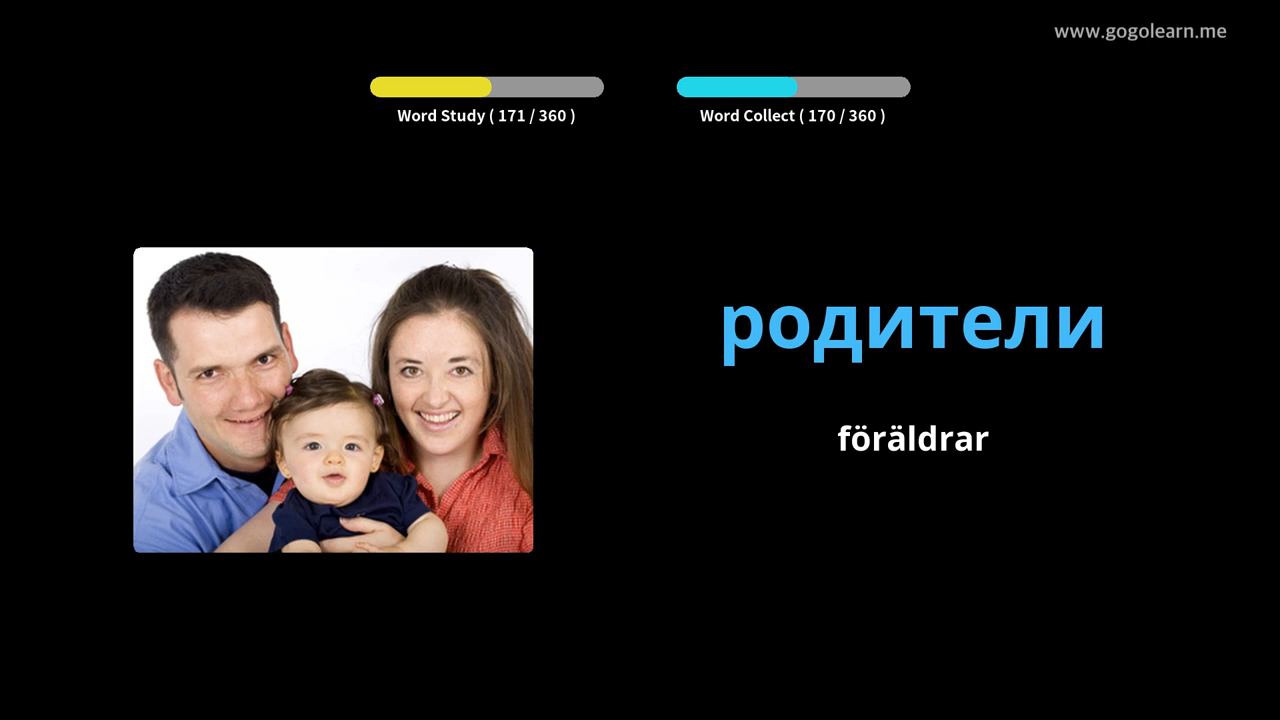 www.gogolearn.me
Word Study ( 171 / 360 )
Word Collect ( 170 / 360 )
родители
föräldrar